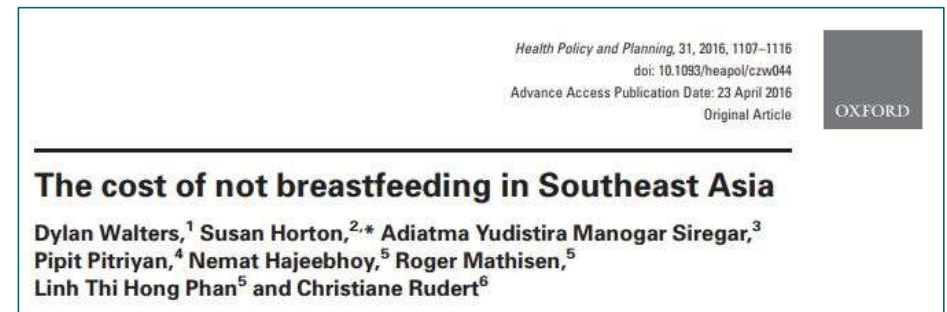 Health Policy and Planning, 31, 2016, 1107–1116
doi: 10.1093/heapol/czw044
Advance Access Publication Date: 23 April 2016
Original Article
OXFORD
The cost of not breastfeeding in Southeast Asia
Dylan Walters,¹ Susan Horton,²,* Adiatma Yudistira Manogar Siregar,³
Pipit Pitriyan,⁴ Nemat Hajeebhoy,⁵ Roger Mathisen,⁵
Linh Thi Hong Phan⁵ and Christiane Rudert⁶